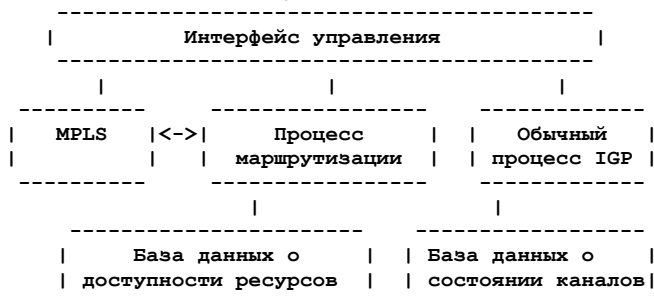 Интерфейс управления
MPLS <-> Процесс маршрутизации Обычный процесс IGP
База данных о доступности ресурсов База данных о состоянии каналов